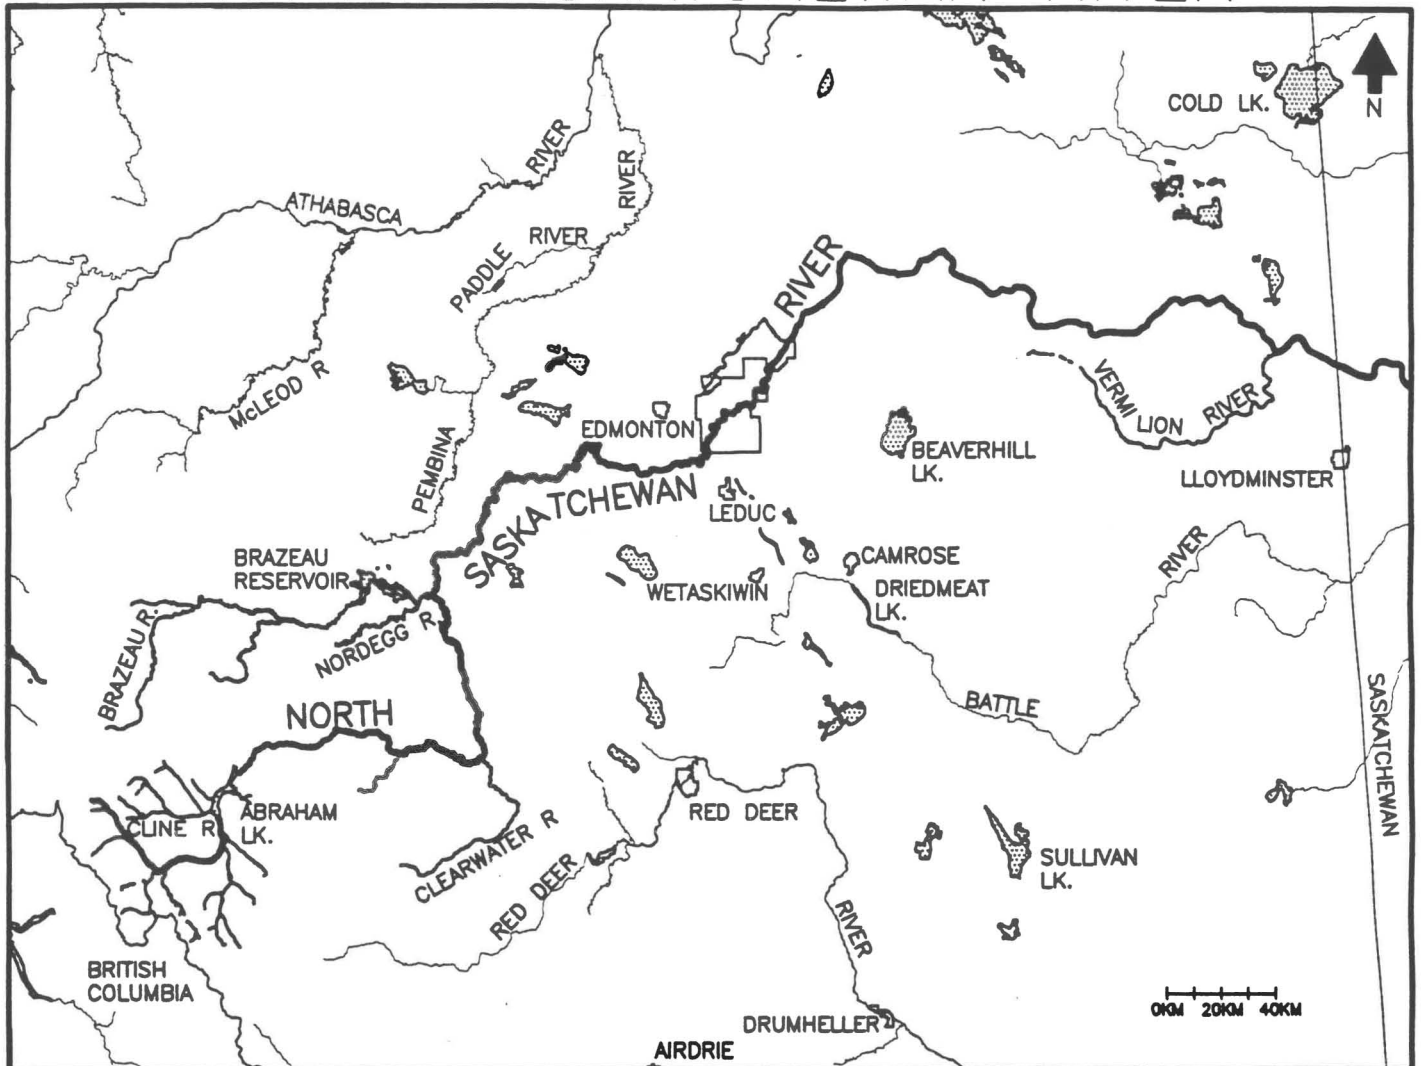 COLD LK.
N
RIVER
RIVER
ATHABASCA
RIVER
PADDLE
RIVER
McLEOD R
VERMI
LION
RIVER
EDMONTON
BEAVERHILL
LK.
PEMBINA
LLOYDMINSTER
SASKATCHEWAN
LEDUC
BRAZEAU
RESERVOIR
CAMROSE
WETASKIWIN
DRIEDMEAT
LK.
RIVER
BRAZEAU R.
NORDEGG R.
NORTH
BATTLE
SASKATCHEWAN
ABRAHAM
LK.
CLINE R
RED DEER
CLEARWATER R
SULLIVAN
LK.
RED DEER
RIVER
BRITISH
COLUMBIA
0KM 20KM 40KM
DRUMHELLER
AIRDRIE